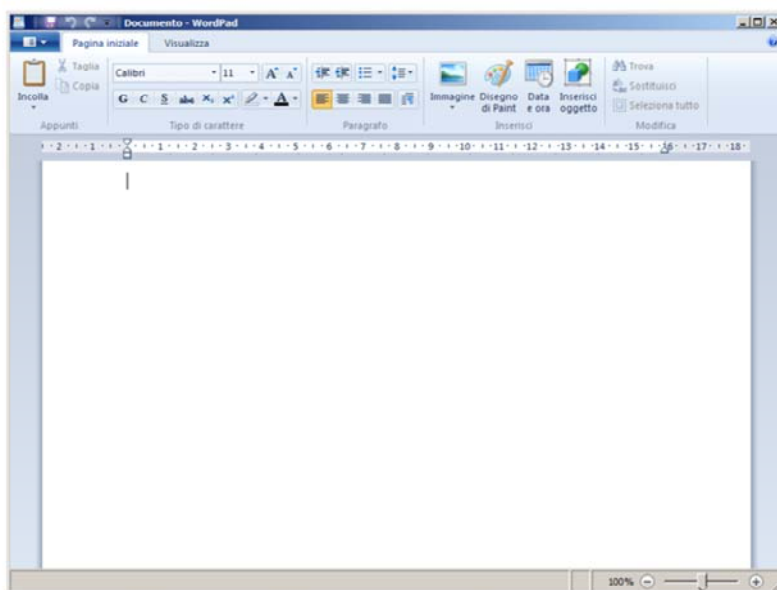 Documento - WordPad
Pagina iniziale Visualizza
Incolla
Taglia
Copia
Appunti
Calibri 11 A A
G C S abc X₂ X² A
Tipo di carattere
Paragrafo
Immagine
Disegno di Paint
Data e ora
Inserisci oggetto
Inserisci
Trova
Sostituisci
Seleziona tutto
Modifica
2 1 1 2 3 4 5 6 7 8 9 10 11 12 13 14 15 16 17 18
100%